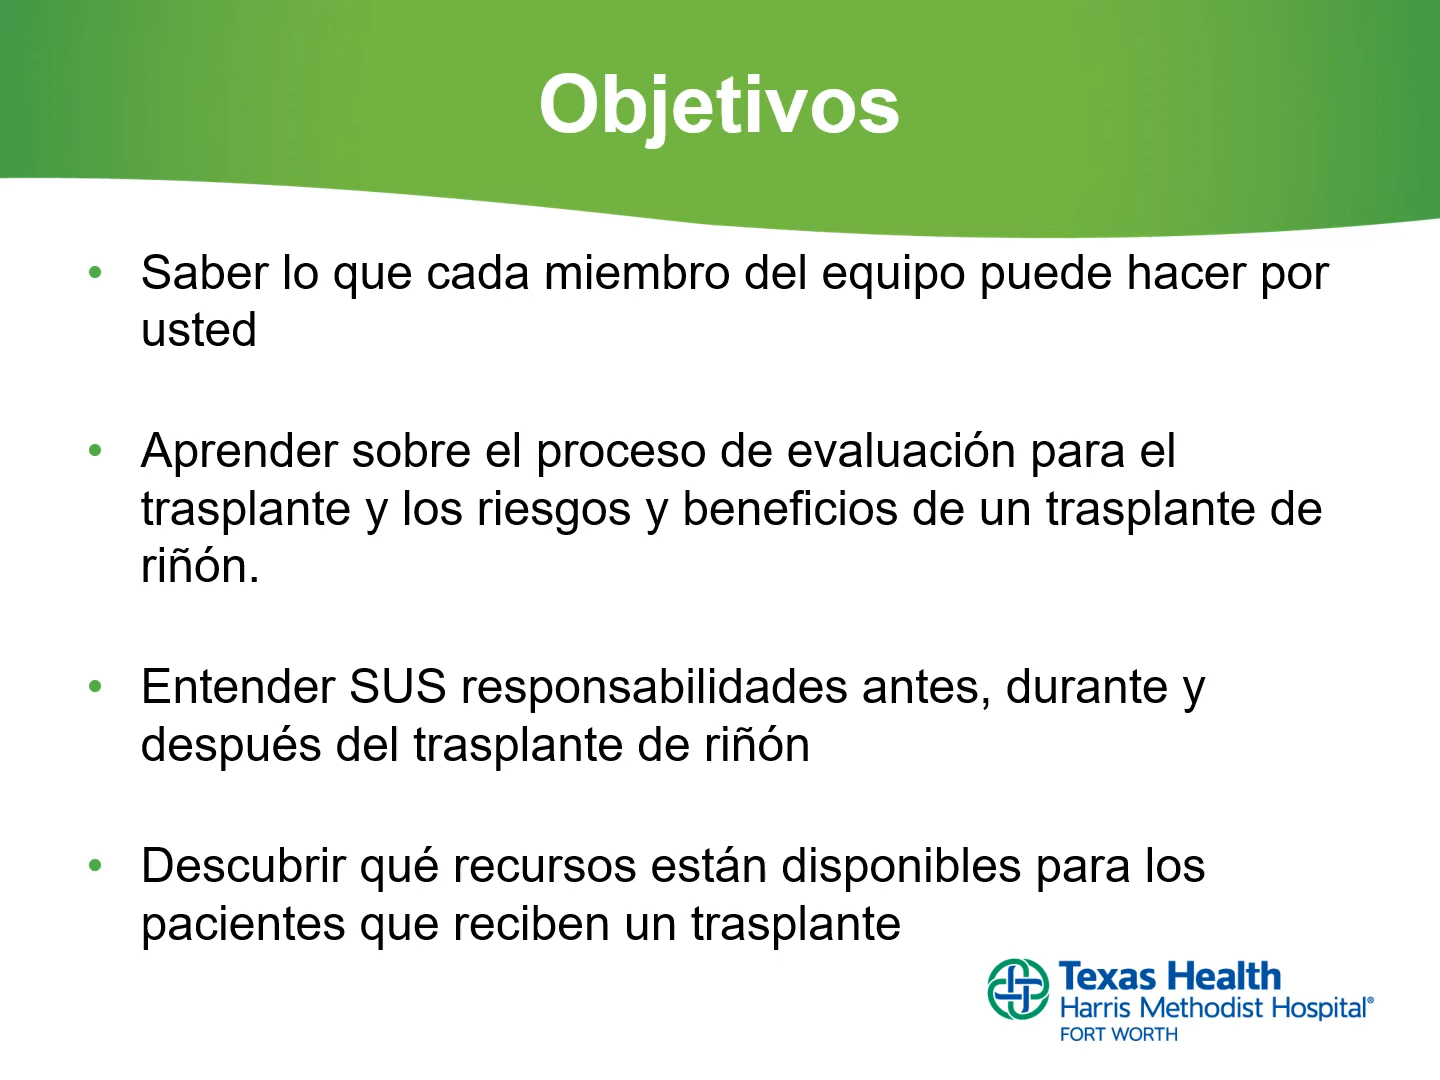 Objetivos
• Saber lo que cada miembro del equipo puede hacer por
usted
• Aprender sobre el proceso de evaluación para el
trasplante y los riesgos y beneficios de un trasplante de
riñón.
• Entender SUS responsabilidades antes, durante y
después del trasplante de riñón
• Descubrir qué recursos están disponibles para los
pacientes que reciben un trasplante
Texas Health
Harris Methodist Hospital®
FORT WORTH